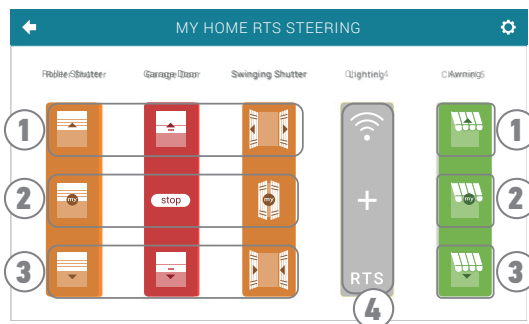 MY HOME RTS STEERING
Roller Shutter Garage Door Swinging Shutter Lighting Awning
1 1
my stop my my
2 2
3 RTS 3
4